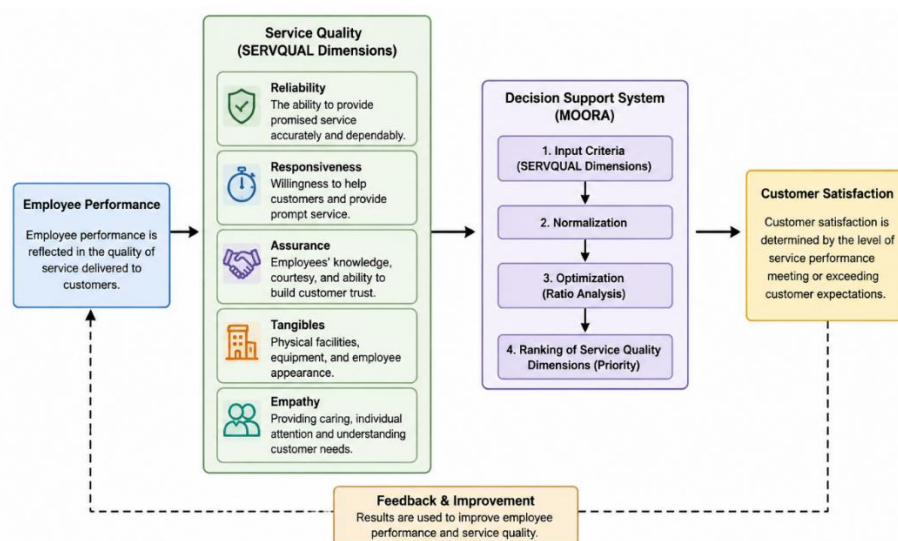 Employee Performance
Employee performance is
reflected in the quality of
service delivered to
customers.
Service Quality
(SERVQUAL Dimensions)
Reliability
The ability to provide
promised service
accurately and dependably.
Responsiveness
Willingness to help
customers and provide
prompt service.
Assurance
Employees' knowledge,
courtesy, and ability to
build customer trust.
Tangibles
Physical facilities,
equipment, and employee
appearance.
Empathy
Providing caring, individual
attention and understanding
customer needs.
Decision Support System
(MOORA)
1. Input Criteria
(SERVQUAL Dimensions)
2. Normalization
3. Optimization
(Ratio Analysis)
4. Ranking of Service Quality
Dimensions (Priority)
Customer Satisfaction
Customer satisfaction is
determined by the level of
service performance
meeting or exceeding
customer expectations.
Feedback & Improvement
Results are used to improve employee
performance and service quality.